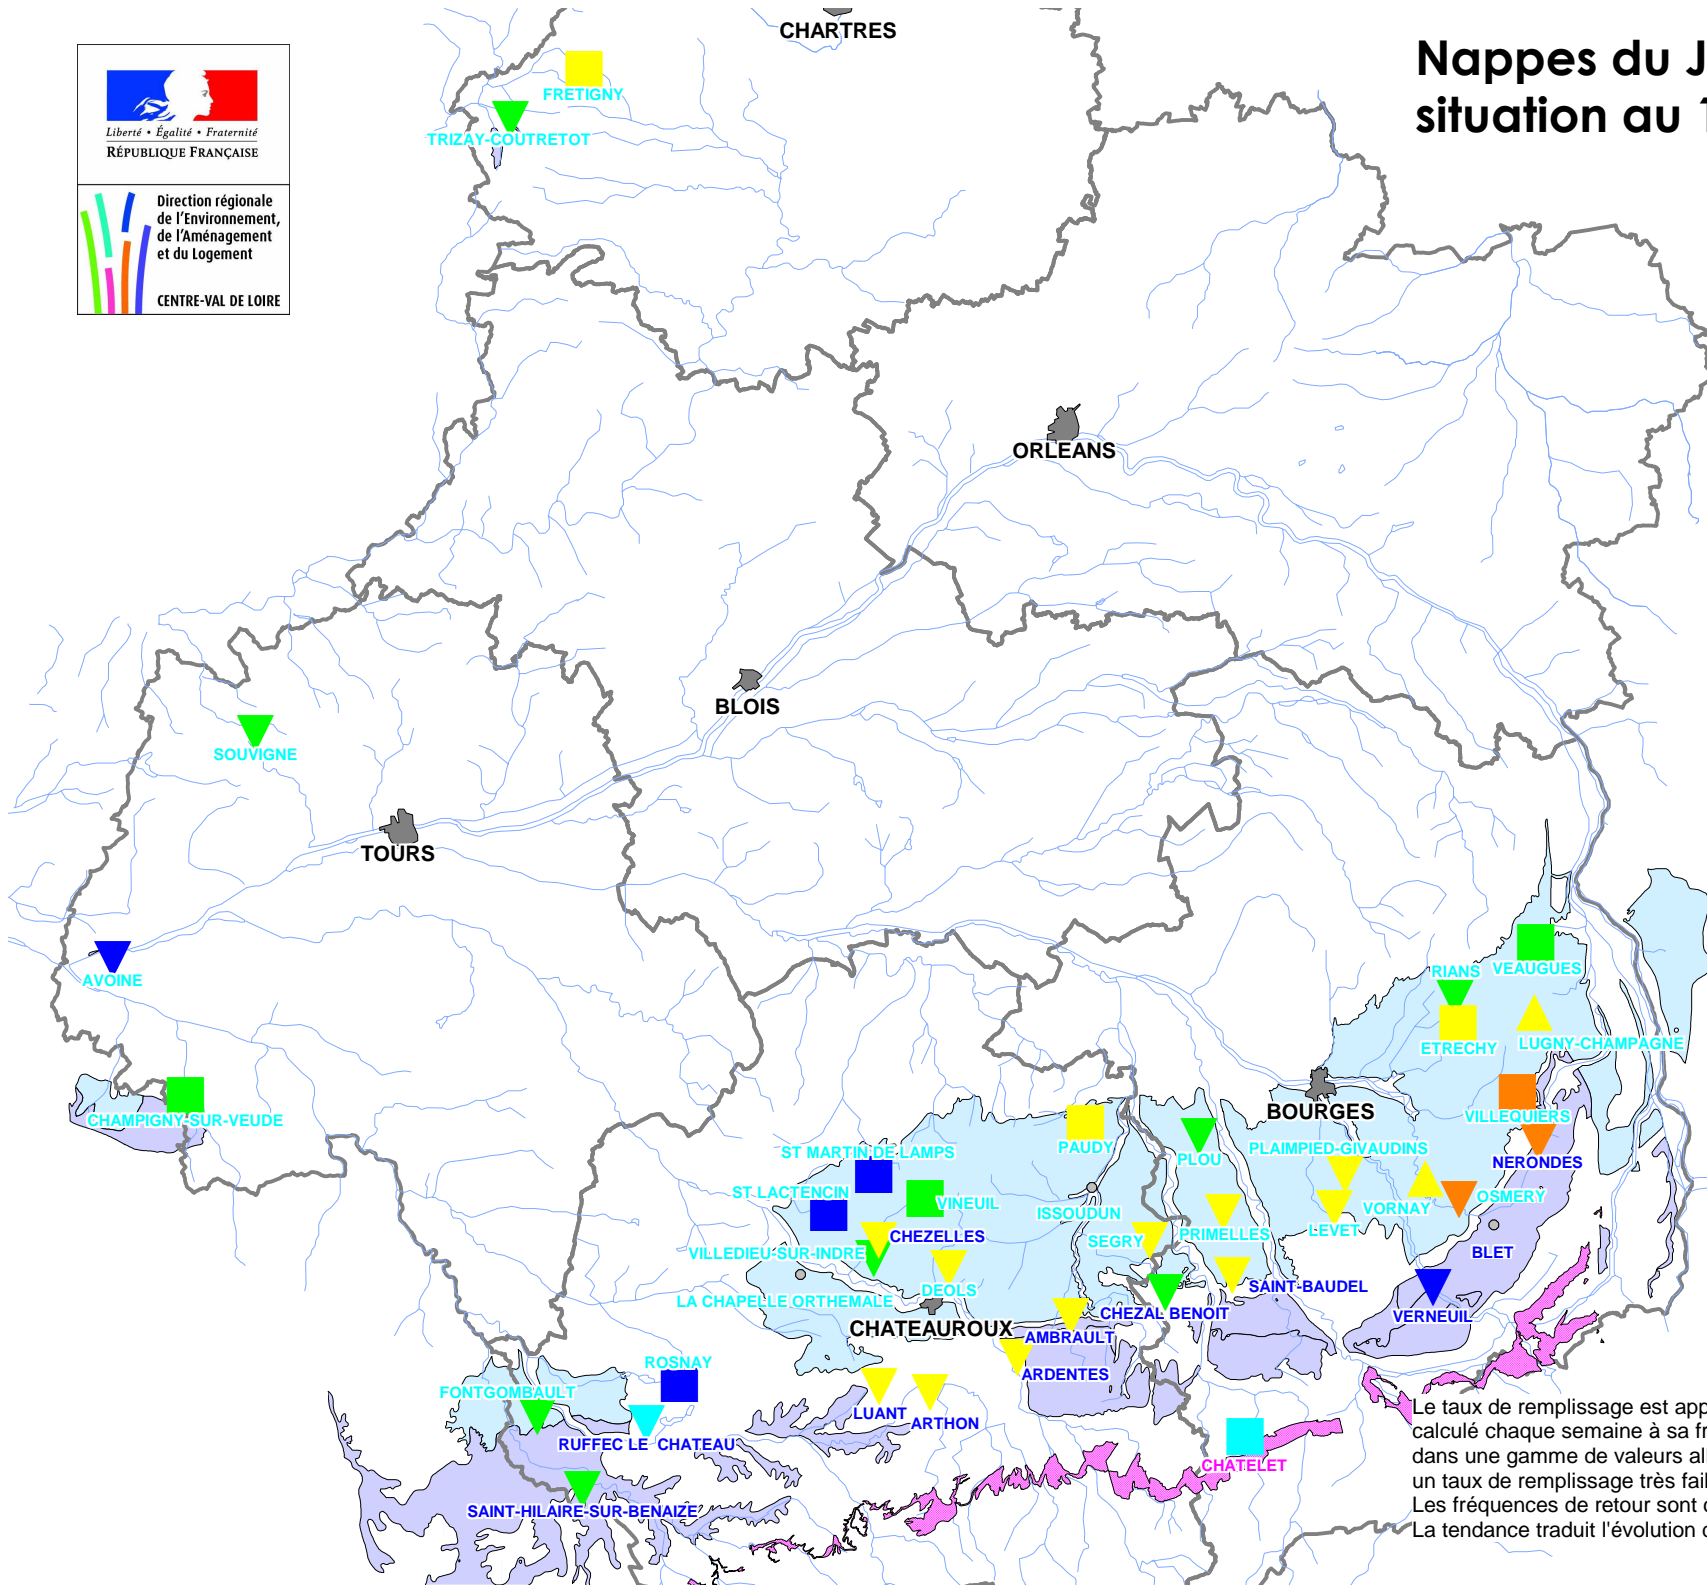 CHARTRES
Nappes du J
situation au 1
FRETIGNY
TRIZAY-COUTRETOT
Liberté • Égalité • Fraternité
RÉPUBLIQUE FRANÇAISE
Direction régionale
de l'Environnement,
de l'Aménagement
et du Logement
CENTRE-VAL DE LOIRE
ORLEANS
BLOIS
SOUVIGNE
TOURS
AVOINE
RIANS
VEAUGUES
ETRECHY
LUGNY-CHAMPAGNE
CHAMPIGNY-SUR-VEUDE
BOURGES
VILLEQUIERS
ST MARTIN DE LAMPS
PAUDY
PLOU
PLAIMPIED-GIVAUDINS
NERONDES
ST LACTENCIN
VINEUIL
ISSOUDUN
VORNAY
OSMERY
CHEZELLES
SEGRY
PRIMELLES
LEVET
VILLEDIEU-SUR-INDRE
BLET
DEOLS
SAINT-BAUDEL
LA CHAPELLE ORTHEMALE
CHEZAL BENOIT
VERNEUIL
CHATEAUROUX
AMBRAULT
ROSNAY
ARDENTES
FONTGOMBAULT
LUANT
ARTHON
RUFFEC LE CHATEAU
CHATELET
SAINT-HILAIRE-SUR-BENAIZE
Le taux de remplissage est app
calculé chaque semaine à sa fr
dans une gamme de valeurs all
un taux de remplissage très faib
Les fréquences de retour sont c
La tendance traduit l'évolution d